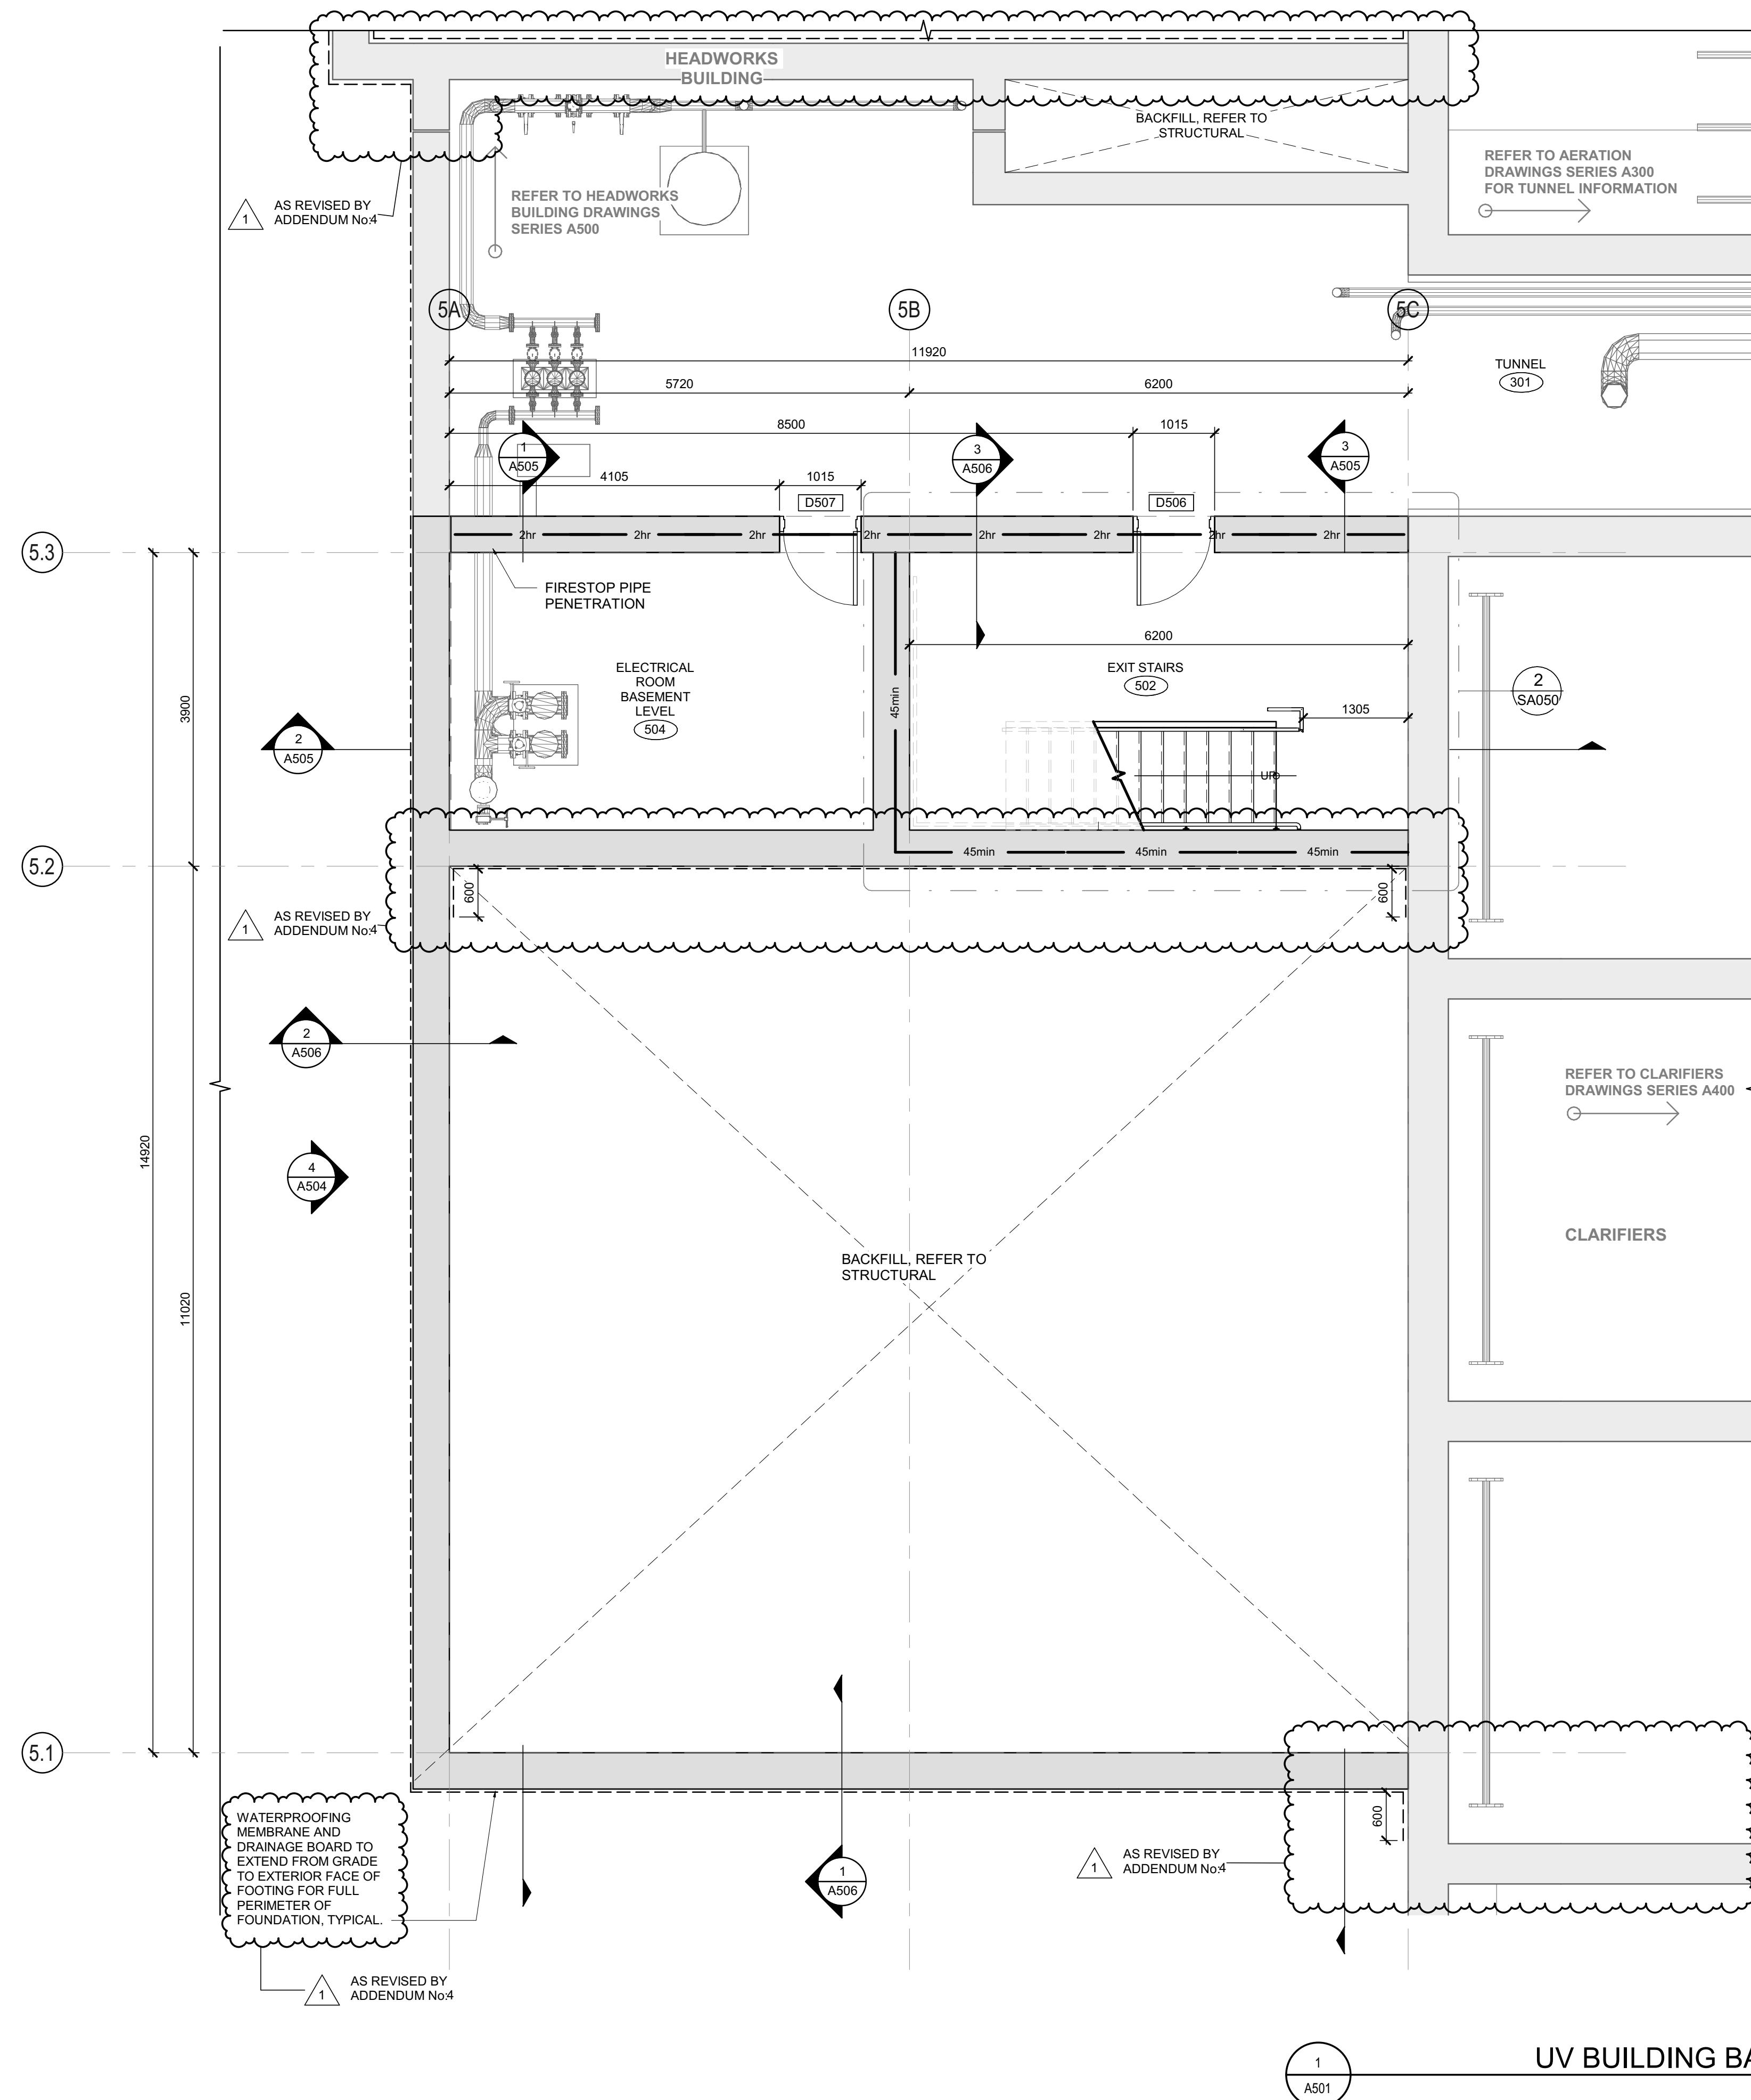 HEADWORKS
BUILDING
BACKFILL, REFER TO
STRUCTURAL
REFER TO AERATION
DRAWINGS SERIES A300
FOR TUNNEL INFORMATION
1
AS REVISED BY
ADDENDUM No:4
REFER TO HEADWORKS
BUILDING DRAWINGS
SERIES A500
5A
5B
5C
11920
TUNNEL
301
5720
6200
8500
1015
1
A505
3
A506
3
A505
4105
1015
D507
D506
5.3
2hr
2hr
2hr
2hr
2hr
2hr
2hr
2hr
FIRESTOP PIPE
PENETRATION
6200
ELECTRICAL
ROOM
BASEMENT
LEVEL
504
EXIT STAIRS
502
45min
3900
1305
2
SA050
2
A505
UP
5.2
45min
45min
45min
600
600
1
AS REVISED BY
ADDENDUM No:4
2
A506
REFER TO CLARIFIERS
DRAWINGS SERIES A400
14920
4
A504
CLARIFIERS
BACKFILL, REFER TO
STRUCTURAL
11020
5.1
WATERPROOFING
MEMBRANE AND
DRAINAGE BOARD TO
EXTEND FROM GRADE
TO EXTERIOR FACE OF
FOOTING FOR FULL
PERIMETER OF
FOUNDATION, TYPICAL.
600
1
AS REVISED BY
ADDENDUM No:4
1
A506
1
AS REVISED BY
ADDENDUM No:4
1
A501
UV BUILDING BA